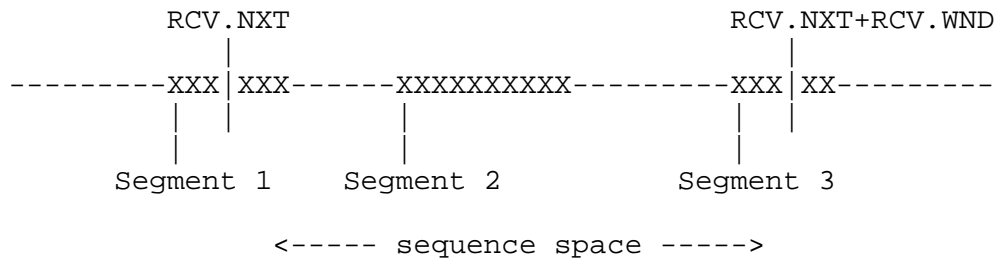 RCV.NXT RCV.NXT+RCV.WND
| |
---------XXX|XXX------XXXXXXXXXX---------XXX|XX---------
| | | | |
| | |
Segment 1 Segment 2 Segment 3
<----- sequence space ----->